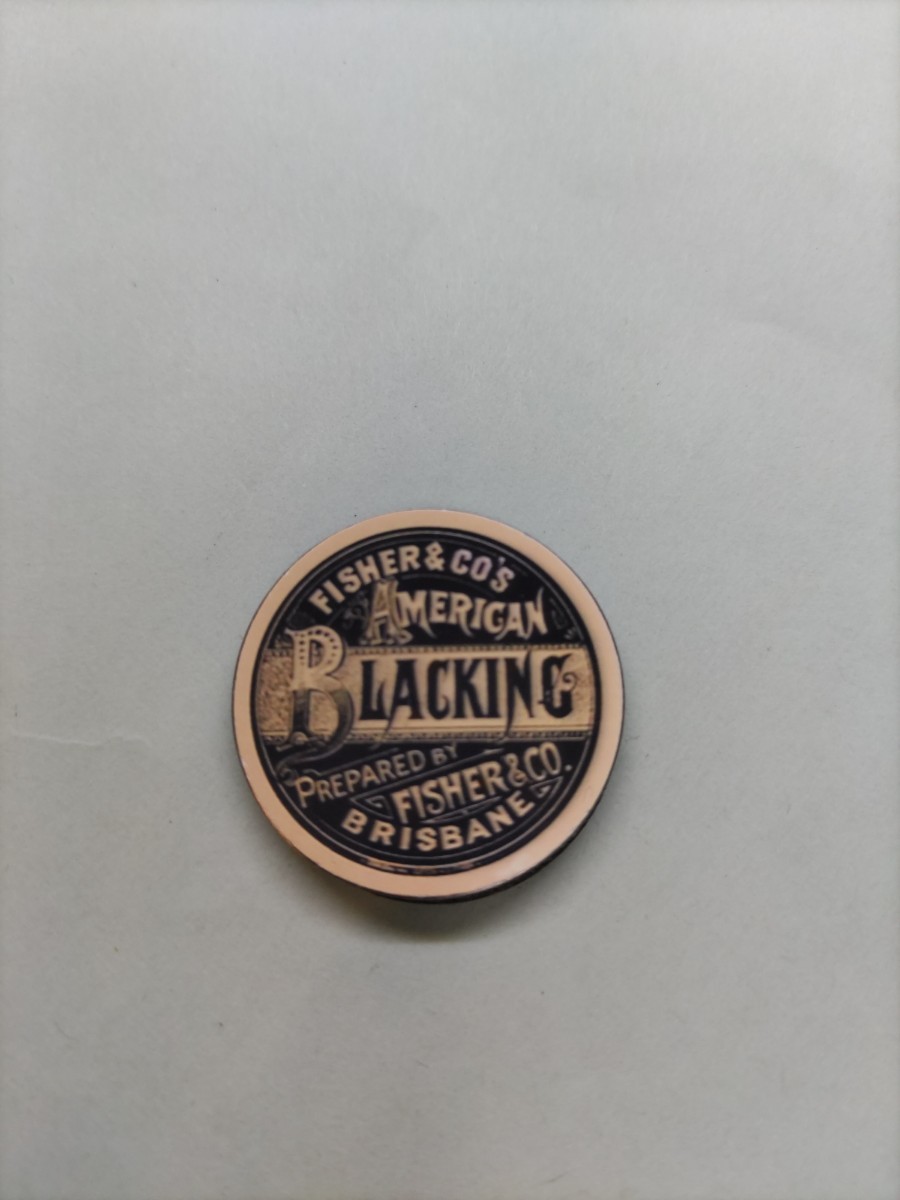 FISHER & CO'S
AMERICAN
BLACKING
PREPARED BY
FISHER & CO.
BRISBANE